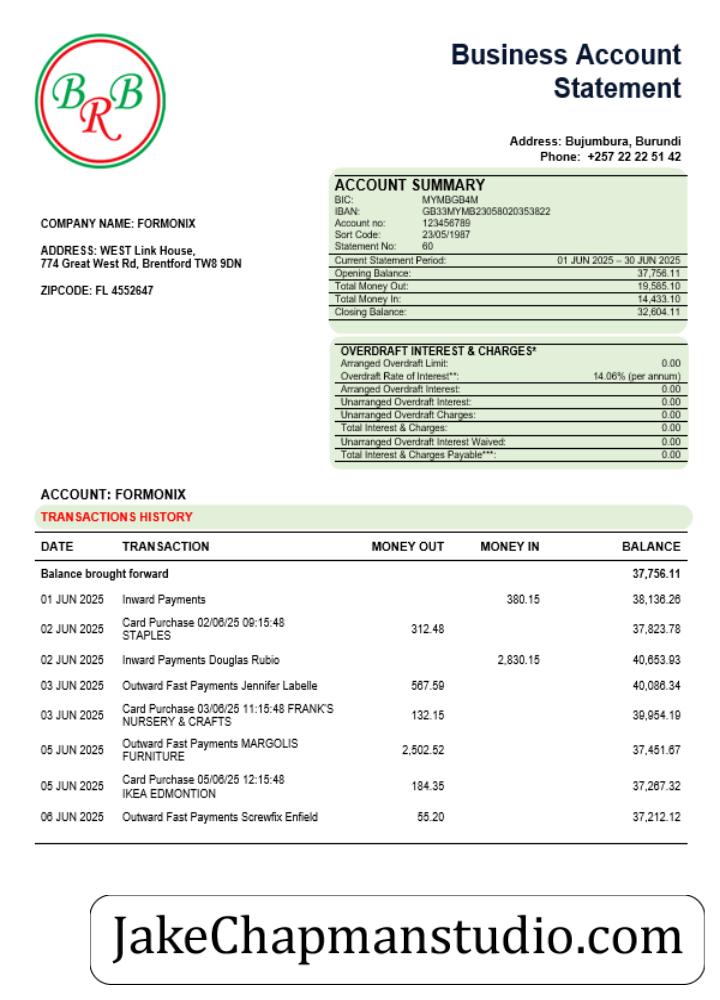 BRB
Business Account
Statement
Address: Bujumbura, Burundi
Phone: +257 22 22 51 42
COMPANY NAME: FORMONIX
ADDRESS: WEST Link House,
774 Great West Rd, Brentford TW8 9DN
ZIPCODE: FL 4552647
ACCOUNT SUMMARY
BIC: MYMBGB4M
IBAN: GB33MYMB23058020353822
Account no: 123456789
Sort Code: 23/05/1987
Statement No: 60
Current Statement Period: 01 JUN 2025 – 30 JUN 2025
Opening Balance: 37,756.11
Total Money Out: 19,585.10
Total Money In: 14,433.10
Closing Balance: 32,604.11
OVERDRAFT INTEREST & CHARGES*
Arranged Overdraft Limit: 0.00
Overdraft Rate of Interest**: 14.06% (per annum)
Arranged Overdraft Interest: 0.00
Unarranged Overdraft Interest: 0.00
Unarranged Overdraft Charges: 0.00
Total Interest & Charges: 0.00
Unarranged Overdraft Interest Waived: 0.00
Total Interest & Charges Payable***: 0.00
ACCOUNT: FORMONIX
TRANSACTIONS HISTORY
DATE TRANSACTION MONEY OUT MONEY IN BALANCE
Balance brought forward 37,756.11
01 JUN 2025 Inward Payments 380.15 38,136.26
02 JUN 2025 Card Purchase 02/06/25 09:15:48
STAPLES 312.48 37,823.78
02 JUN 2025 Inward Payments Douglas Rubio 2,830.15 40,653.93
03 JUN 2025 Outward Fast Payments Jennifer Labelle 567.59 40,086.34
03 JUN 2025 Card Purchase 03/06/25 11:15:48 FRANK'S
NURSERY & CRAFTS 132.15 39,954.19
05 JUN 2025 Outward Fast Payments MARGOLIS
FURNITURE 2,502.52 37,451.67
05 JUN 2025 Card Purchase 05/06/25 12:15:48
IKEA EDMONTION 184.35 37,267.32
06 JUN 2025 Outward Fast Payments Screwfix Enfield 55.20 37,212.12
JakeChapmanstudio.com